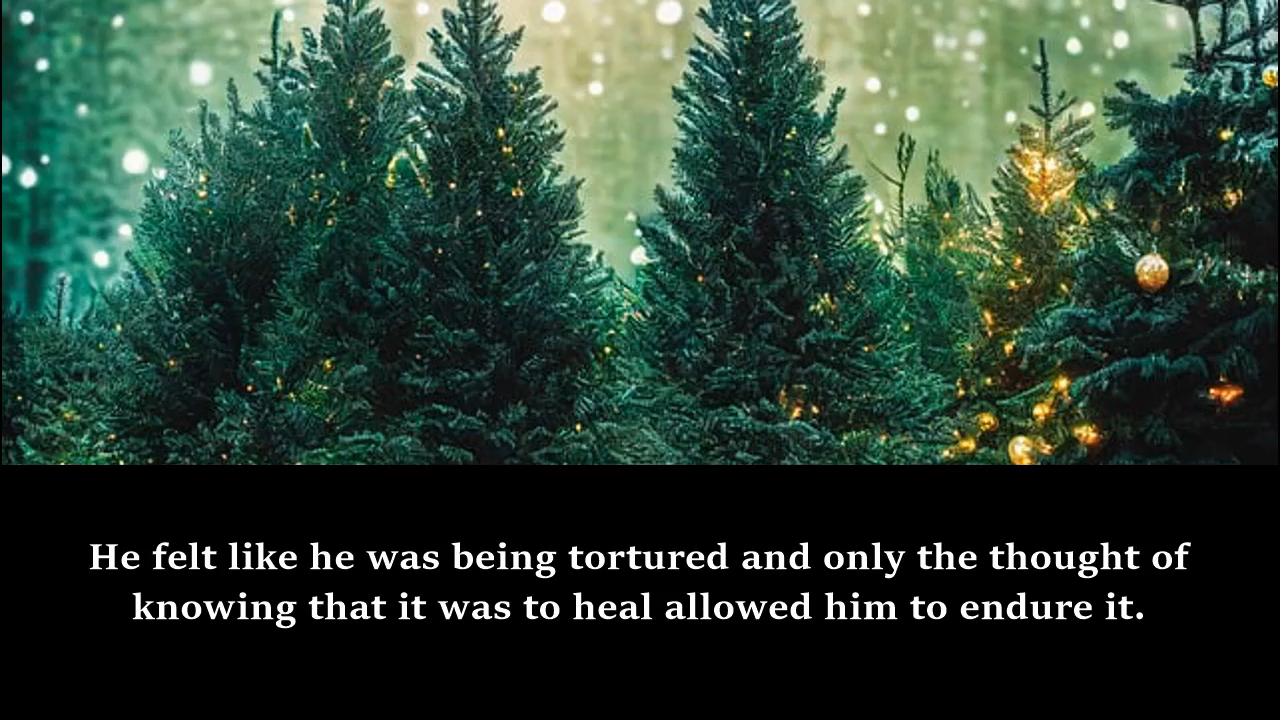 He felt like he was being tortured and only the thought of
knowing that it was to heal allowed him to endure it.